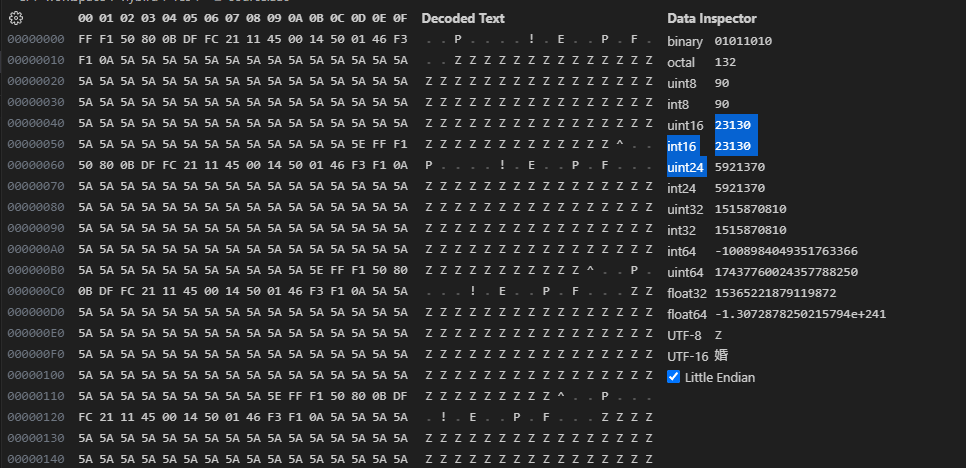 00 01 02 03 04 05 06 07 08 09 0A 0B 0C 0D 0E 0F Decoded Text Data Inspector
00000000 FF F1 50 80 0B DF FC 21 11 45 00 14 50 01 46 F3 . . P . . . . ! . E . . P . F . binary 01011010
00000010 F1 0A 5A 5A 5A 5A 5A 5A 5A 5A 5A 5A 5A 5A 5A 5A . . Z Z Z Z Z Z Z Z Z Z Z Z Z Z octal 132
00000020 5A 5A 5A 5A 5A 5A 5A 5A 5A 5A 5A 5A 5A 5A 5A 5A Z Z Z Z Z Z Z Z Z Z Z Z Z Z Z Z uint8 90
00000030 5A 5A 5A 5A 5A 5A 5A 5A 5A 5A 5A 5A 5A 5A 5A 5A Z Z Z Z Z Z Z Z Z Z Z Z Z Z Z Z int8 90
00000040 5A 5A 5A 5A 5A 5A 5A 5A 5A 5A 5A 5A 5A 5A 5A 5A Z Z Z Z Z Z Z Z Z Z Z Z Z Z Z Z uint16 23130
00000050 5A 5A 5A 5A 5A 5A 5A 5A 5A 5A 5A 5A 5A 5E FF F1 Z Z Z Z Z Z Z Z Z Z Z Z Z ^ . . int16 23130
00000060 50 80 0B DF FC 21 11 45 00 14 50 01 46 F3 F1 0A P . . . . ! . E . . P . F . . . uint24 5921370
00000070 5A 5A 5A 5A 5A 5A 5A 5A 5A 5A 5A 5A 5A 5A 5A 5A Z Z Z Z Z Z Z Z Z Z Z Z Z Z Z Z int24 5921370
00000080 5A 5A 5A 5A 5A 5A 5A 5A 5A 5A 5A 5A 5A 5A 5A 5A Z Z Z Z Z Z Z Z Z Z Z Z Z Z Z Z uint32 1515870810
00000090 5A 5A 5A 5A 5A 5A 5A 5A 5A 5A 5A 5A 5A 5A 5A 5A Z Z Z Z Z Z Z Z Z Z Z Z Z Z Z Z int32 1515870810
000000A0 5A 5A 5A 5A 5A 5A 5A 5A 5A 5A 5A 5A 5A 5A 5A 5A Z Z Z Z Z Z Z Z Z Z Z Z Z Z Z Z int64 -1008984049351763366
000000B0 5A 5A 5A 5A 5A 5A 5A 5A 5A 5A 5A 5E FF F1 50 80 Z Z Z Z Z Z Z Z Z Z Z ^ . . P . uint64 17437760024357788250
000000C0 0B DF FC 21 11 45 00 14 50 01 46 F3 F1 0A 5A 5A . . . ! . E . . P . F . . . Z Z float32 15365221879119872
000000D0 5A 5A 5A 5A 5A 5A 5A 5A 5A 5A 5A 5A 5A 5A 5A 5A Z Z Z Z Z Z Z Z Z Z Z Z Z Z Z Z float64 -1.3072878250215794e+241
000000E0 5A 5A 5A 5A 5A 5A 5A 5A 5A 5A 5A 5A 5A 5A 5A 5A Z Z Z Z Z Z Z Z Z Z Z Z Z Z Z Z UTF-8 Z
000000F0 5A 5A 5A 5A 5A 5A 5A 5A 5A 5A 5A 5A 5A 5A 5A 5A Z Z Z Z Z Z Z Z Z Z Z Z Z Z Z Z UTF-16 婚
00000100 5A 5A 5A 5A 5A 5A 5A 5A 5A 5A 5A 5A 5A 5A 5A 5A Z Z Z Z Z Z Z Z Z Z Z Z Z Z Z Z Little Endian
00000110 5A 5A 5A 5A 5A 5A 5A 5A 5A 5E FF F1 50 80 0B DF Z Z Z Z Z Z Z Z Z ^ . . P . . .
00000120 FC 21 11 45 00 14 50 01 46 F3 F1 0A 5A 5A 5A 5A . ! . E . . P . F . . . Z Z Z Z
00000130 5A 5A 5A 5A 5A 5A 5A 5A 5A 5A 5A 5A 5A 5A 5A 5A Z Z Z Z Z Z Z Z Z Z Z Z Z Z Z Z
00000140 5A 5A 5A 5A 5A 5A 5A 5A 5A 5A 5A 5A 5A 5A 5A 5A Z Z Z Z Z Z Z Z Z Z Z Z Z Z Z Z